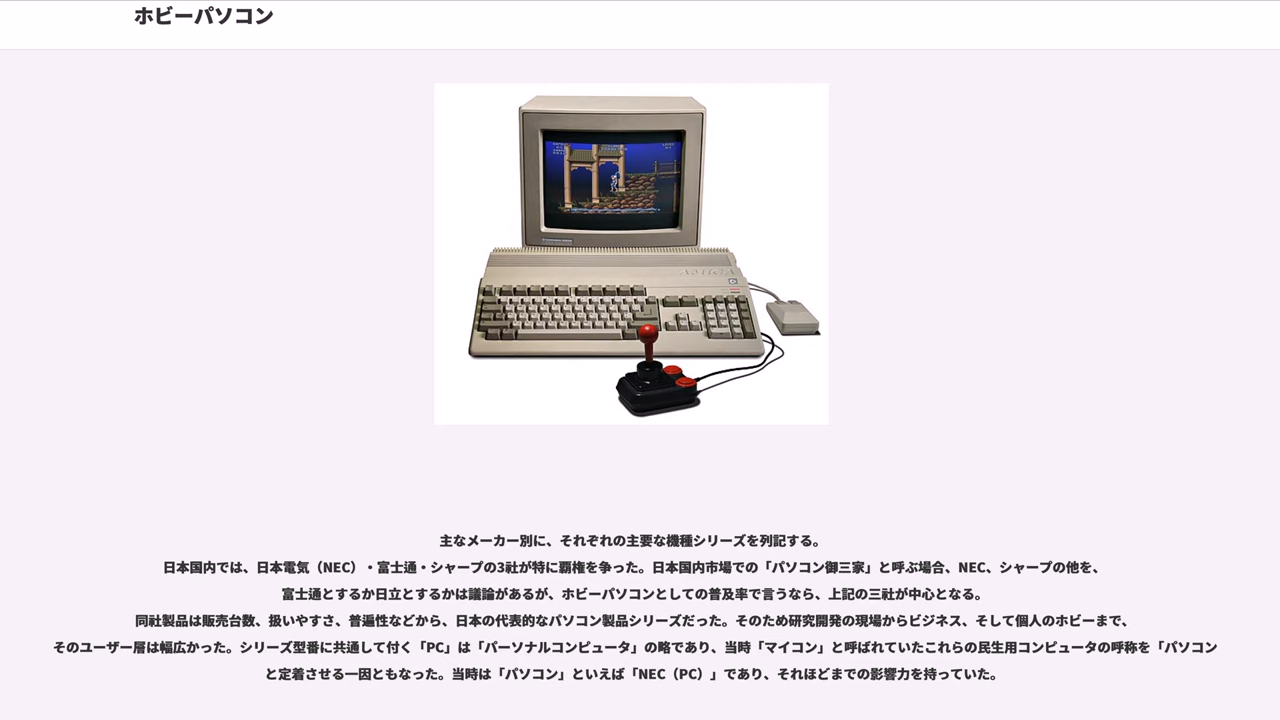 ホビーパソコン
主なメーカー別に、それぞれの主要な機種シリーズを列記する。
日本国内では、日本電気（NEC）・富士通・シャープの3社が特に覇権を争った。日本国内市場での「パソコン御三家」と呼ぶ場合、NEC、シャープの他を、
富士通とするか日立とするかは議論があるが、ホビーパソコンとしての普及率で言うなら、上記の三社が中心となる。
同社製品は販売台数、扱いやすさ、普遍性などから、日本の代表的なパソコン製品シリーズだった。そのため研究開発の現場からビジネス、そして個人のホビーまで、
そのユーザー層は幅広かった。シリーズ型番に共通して付く「PC」は「パーソナルコンピュータ」の略であり、当時「マイコン」と呼ばれていたこれらの民生用コンピュータの呼称を「パソコン
と定着させる一因ともなった。当時は「パソコン」といえば「NEC（PC）」であり、それほどまでの影響力を持っていた。